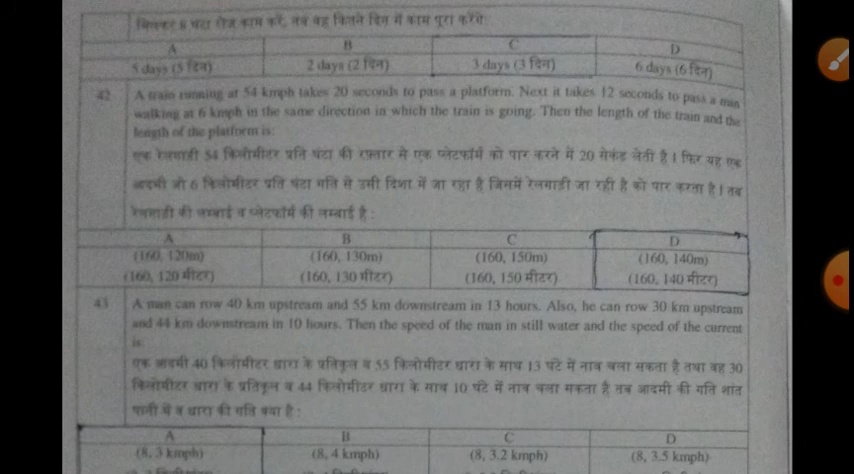 मिलकर 8 घंटा रोज काम करें, तब वह कितने दिन में काम पूरा करेंगे
A B C D
5 days (5 दिन) 2 days (2 दिन) 3 days (3 दिन) 6 days (6 दिन)
42 A train running at 54 kmph takes 20 seconds to pass a platform. Next it takes 12 seconds to pass a man
walking at 6 kmph in the same direction in which the train is going. Then the length of the train and the
length of the platform is:
एक रेलगाड़ी 54 किलोमीटर प्रति घंटा की रफ़्तार से एक प्लेटफॉर्म को पार करने में 20 सेकंड लेती है। फिर यह एक
आदमी जो 6 किलोमीटर प्रति घंटा गति से उसी दिशा में जा रहा है जिसमें रेलगाड़ी जा रही है को पार करता है। तब
रेलगाड़ी की लम्बाई व प्लेटफॉर्म की लम्बाई है :
A B C D
(160, 120m) (160, 130m) (160, 150m) (160, 140m)
(160, 120 मीटर) (160, 130 मीटर) (160, 150 मीटर) (160, 140 मीटर)
43 A man can row 40 km upstream and 55 km downstream in 13 hours. Also, he can row 30 km upstream
and 44 km downstream in 10 hours. Then the speed of the man in still water and the speed of the current
is
एक आदमी 40 किलोमीटर धारा के प्रतिकूल व 55 किलोमीटर धारा के साथ 13 घंटे में नाव चला सकता है तथा वह 30
किलोमीटर धारा के प्रतिकूल व 44 किलोमीटर धारा के साथ 10 घंटे में नाव चला सकता है तब आदमी की गति शांत
पानी में व धारा की गति क्या है :
A B C D
(8, 3 kmph) (8, 4 kmph) (8, 3.2 kmph) (8, 3.5 kmph)